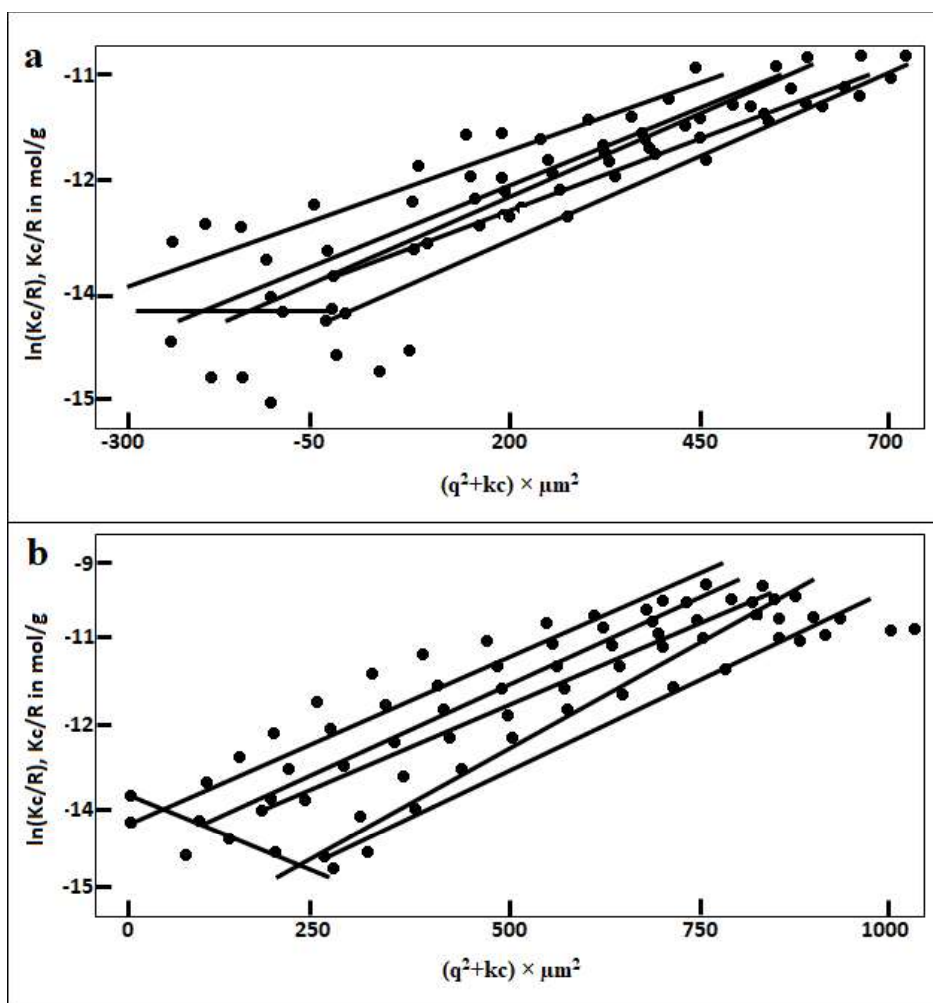 a
-11
-12
-14
-15
ln(Kc/R), Kc/R in mol/g
-300 -50 200 450 700
(q²+kc) × μm²
b
-9
-11
-12
-14
-15
ln(Kc/R), Kc/R in mol/g
0 250 500 750 1000
(q²+kc) × μm²